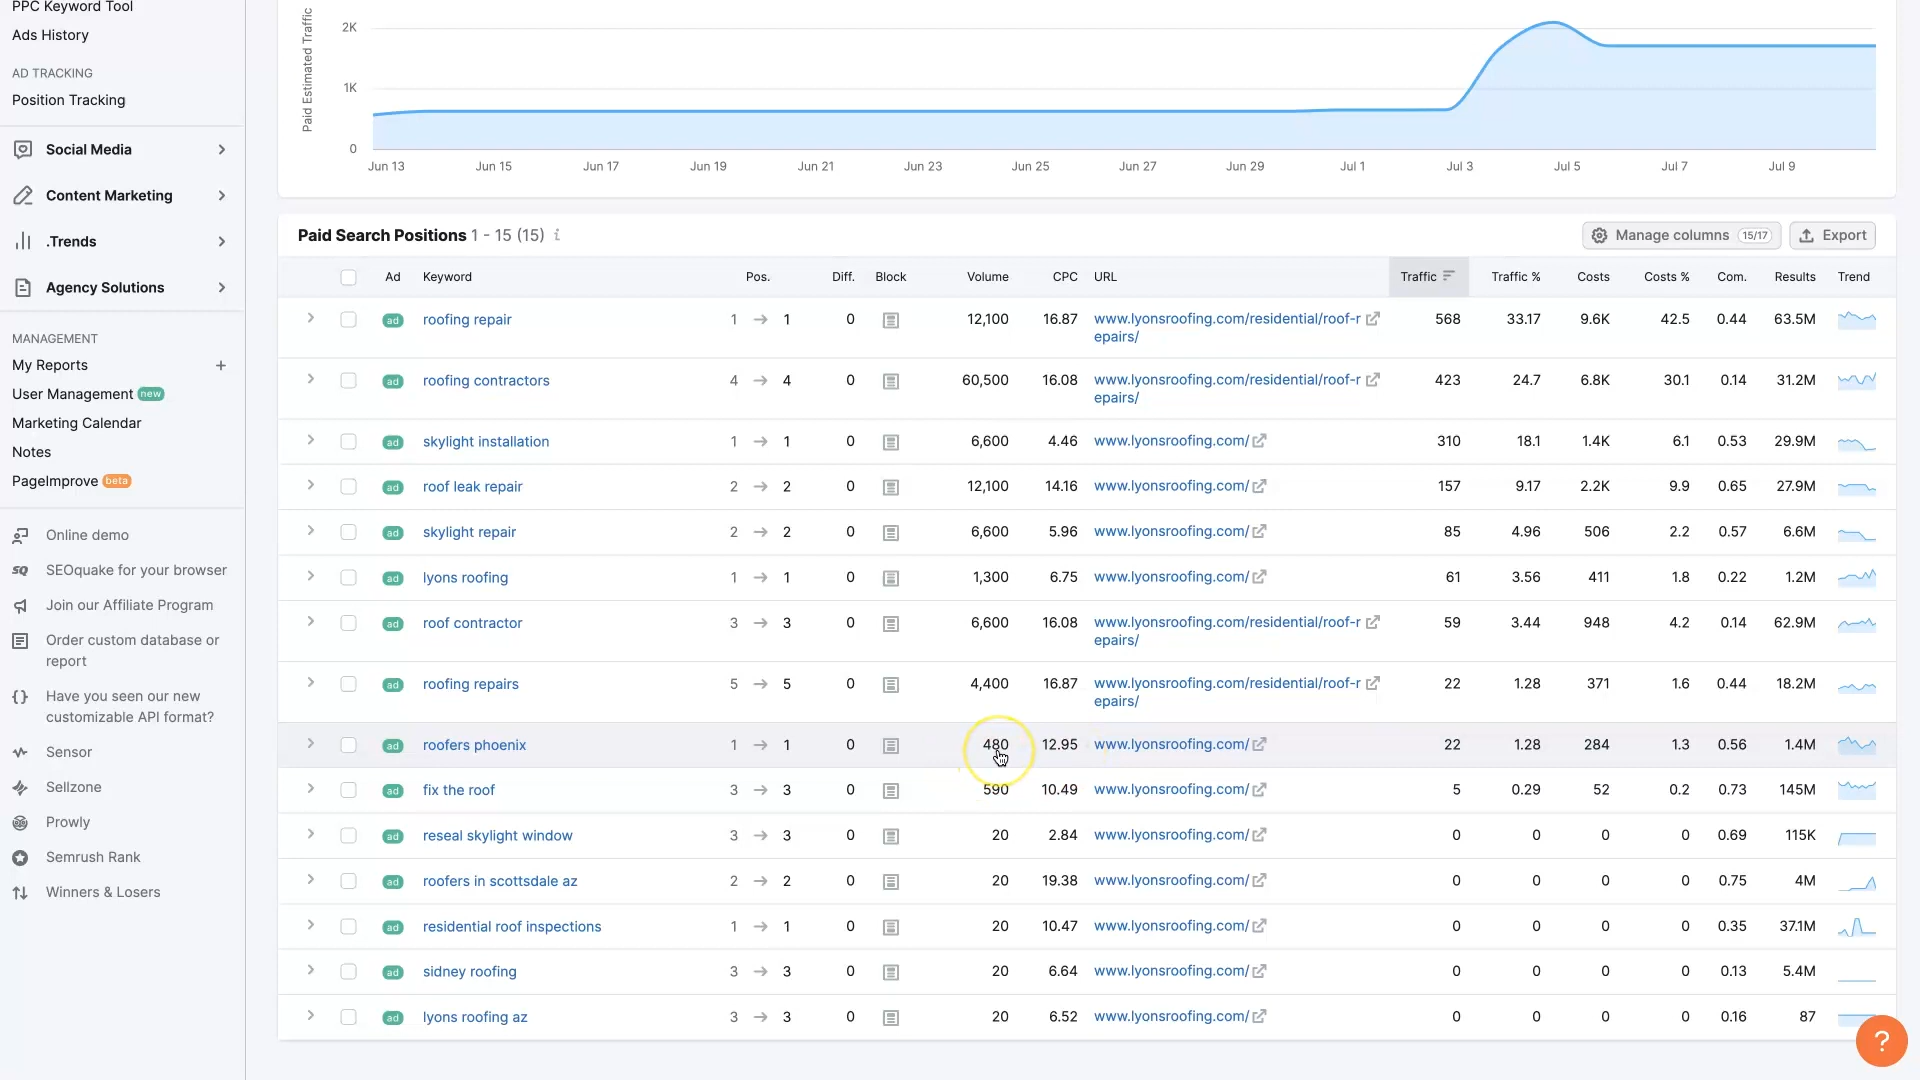 PPC Keyword Tool
Ads History
AD TRACKING
Position Tracking
Social Media
Content Marketing
.Trends
Agency Solutions
MANAGEMENT
My Reports +
User Management new
Marketing Calendar
Notes
PageImprove beta
Online demo
SEOquake for your browser
Join our Affiliate Program
Order custom database or
report
Have you seen our new
customizable API format?
Sensor
Sellzone
Prowly
Semrush Rank
Winners & Losers
Paid Estimated Traffic
2K
1K
0
Jun 13 Jun 15 Jun 17 Jun 19 Jun 21 Jun 23 Jun 25 Jun 27 Jun 29 Jul 1 Jul 3 Jul 5 Jul 7 Jul 9
Paid Search Positions 1 - 15 (15) i
Manage columns 15/17 Export
Ad Keyword Pos. Diff. Block Volume CPC URL Traffic Traffic % Costs Costs % Com. Results Trend
ad roofing repair 1 → 1 0 12,100 16.87 www.lyonsroofing.com/residential/roof-r 568 33.17 9.6K 42.5 0.44 63.5M
epairs/
ad roofing contractors 4 → 4 0 60,500 16.08 www.lyonsroofing.com/residential/roof-r 423 24.7 6.8K 30.1 0.14 31.2M
epairs/
ad skylight installation 1 → 1 0 6,600 4.46 www.lyonsroofing.com/ 310 18.1 1.4K 6.1 0.53 29.9M
ad roof leak repair 2 → 2 0 12,100 14.16 www.lyonsroofing.com/ 157 9.17 2.2K 9.9 0.65 27.9M
ad skylight repair 2 → 2 0 6,600 5.96 www.lyonsroofing.com/ 85 4.96 506 2.2 0.57 6.6M
ad lyons roofing 1 → 1 0 1,300 6.75 www.lyonsroofing.com/ 61 3.56 411 1.8 0.22 1.2M
ad roof contractor 3 → 3 0 6,600 16.08 www.lyonsroofing.com/residential/roof-r 59 3.44 948 4.2 0.14 62.9M
epairs/
ad roofing repairs 5 → 5 0 4,400 16.87 www.lyonsroofing.com/residential/roof-r 22 1.28 371 1.6 0.44 18.2M
epairs/
ad roofers phoenix 1 → 1 0 480 12.95 www.lyonsroofing.com/ 22 1.28 284 1.3 0.56 1.4M
ad fix the roof 3 → 3 0 590 10.49 www.lyonsroofing.com/ 5 0.29 52 0.2 0.73 145M
ad reseal skylight window 3 → 3 0 20 2.84 www.lyonsroofing.com/ 0 0 0 0 0.69 115K
ad roofers in scottsdale az 2 → 2 0 20 19.38 www.lyonsroofing.com/ 0 0 0 0 0.75 4M
ad residential roof inspections 1 → 1 0 20 10.47 www.lyonsroofing.com/ 0 0 0 0 0.35 37.1M
ad sidney roofing 3 → 3 0 20 6.64 www.lyonsroofing.com/ 0 0 0 0 0.13 5.4M
ad lyons roofing az 3 → 3 0 20 6.52 www.lyonsroofing.com/ 0 0 0 0 0.16 87
?